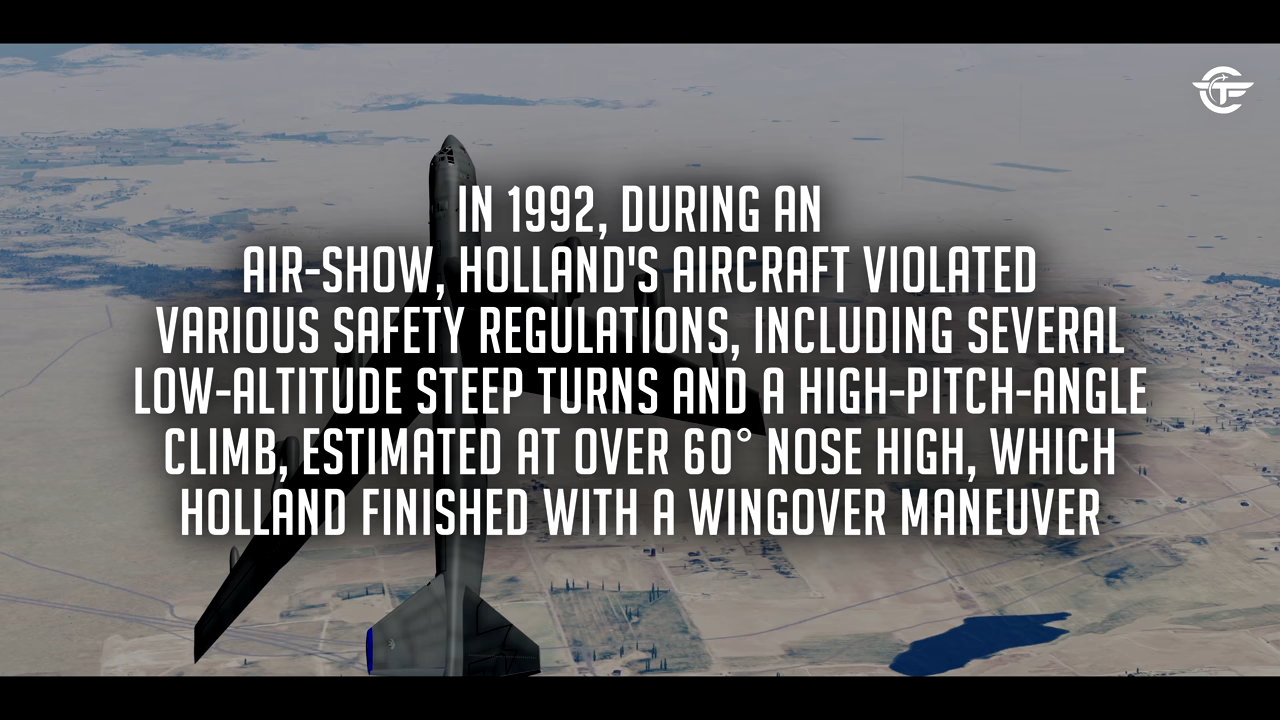 IN 1992, DURING AN
AIR-SHOW, HOLLAND'S AIRCRAFT VIOLATED
VARIOUS SAFETY REGULATIONS, INCLUDING SEVERAL
LOW-ALTITUDE STEEP TURNS AND A HIGH-PITCH-ANGLE
CLIMB, ESTIMATED AT OVER 60° NOSE HIGH, WHICH
HOLLAND FINISHED WITH A WINGOVER MANEUVER